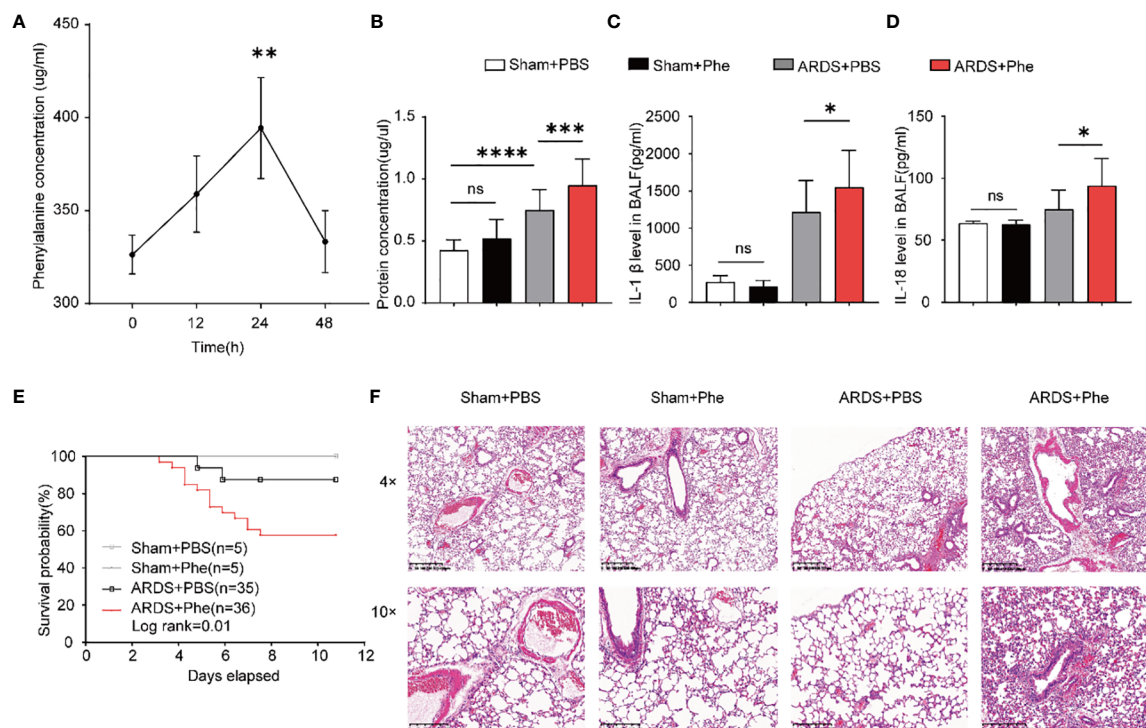 A
450
400
350
300
Phenylalanine concentration (ug/ml)
**
0 12 24 48
Time(h)
B
C
D
Sham+PBS Sham+Phe ARDS+PBS ARDS+Phe
1.5
1.0
0.5
0.0
Protein concentration(ug/ul)
ns
****
***
2500
2000
1500
1000
500
0
IL-1 β level in BALF(pg/ml)
ns
*
150
100
50
0
IL-18 level in BALF(pg/ml)
ns
*
E
100
80
60
40
20
0
Survival probability(%)
Sham+PBS(n=5)
Sham+Phe(n=5)
ARDS+PBS(n=35)
ARDS+Phe(n=36)
Log rank=0.01
0 2 4 6 8 10 12
Days elapsed
F
Sham+PBS Sham+Phe ARDS+PBS ARDS+Phe
4×
10×